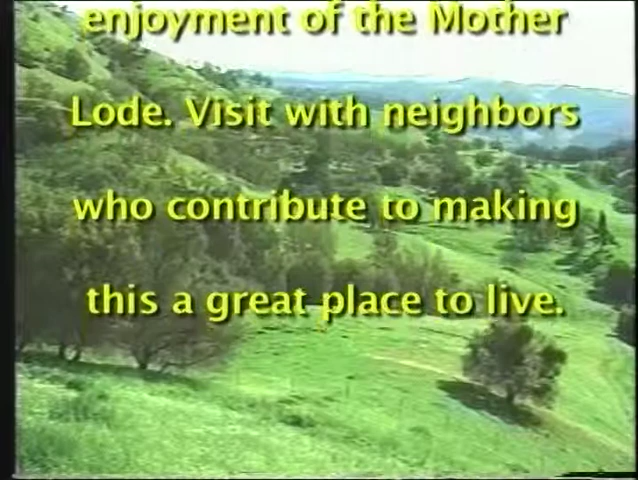 enjoyment of the Mother
Lode. Visit with neighbors
who contribute to making
this a great place to live.